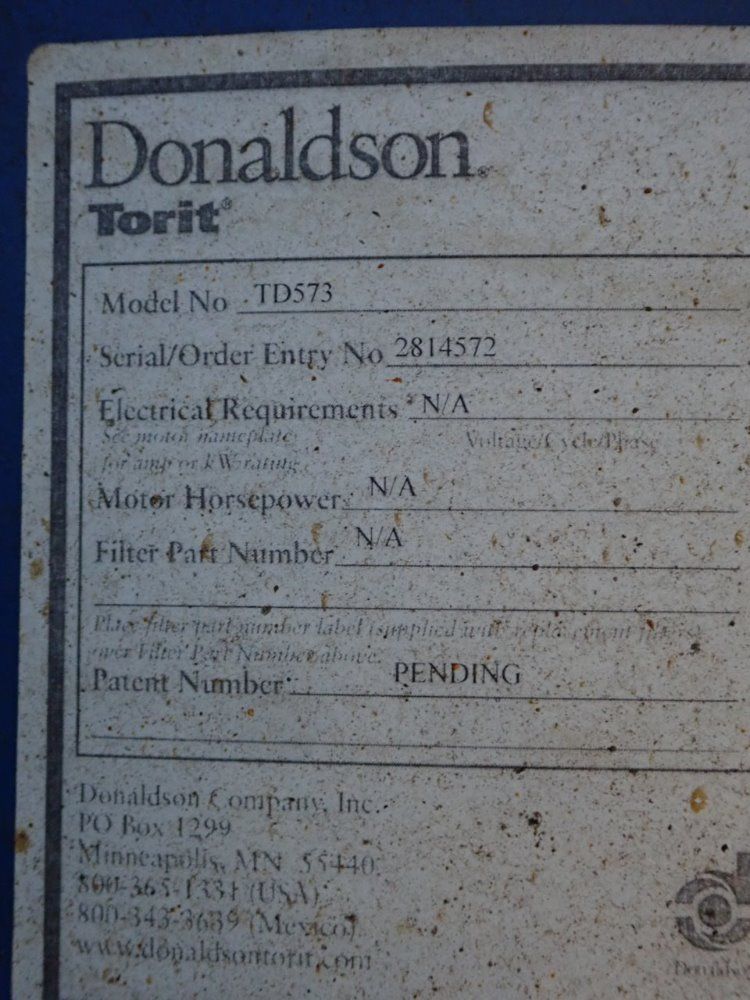 Donaldson®
Torit®
Model No TD573
Serial/Order Entry No 2814572
Electrical Requirements N/A
See motor nameplate Voltage/Cycle/Phase
for amp or kW rating
Motor Horsepower N/A
Filter Part Number N/A
Place filter part number label (supplied with replacement filters)
over Filter Part Number above.
Patent Number PENDING
Donaldson Company, Inc.
PO Box 1299
Minneapolis, MN 55440
800-365-1331 (USA)
800-343-3639 (Mexico)
www.donaldsontorit.com